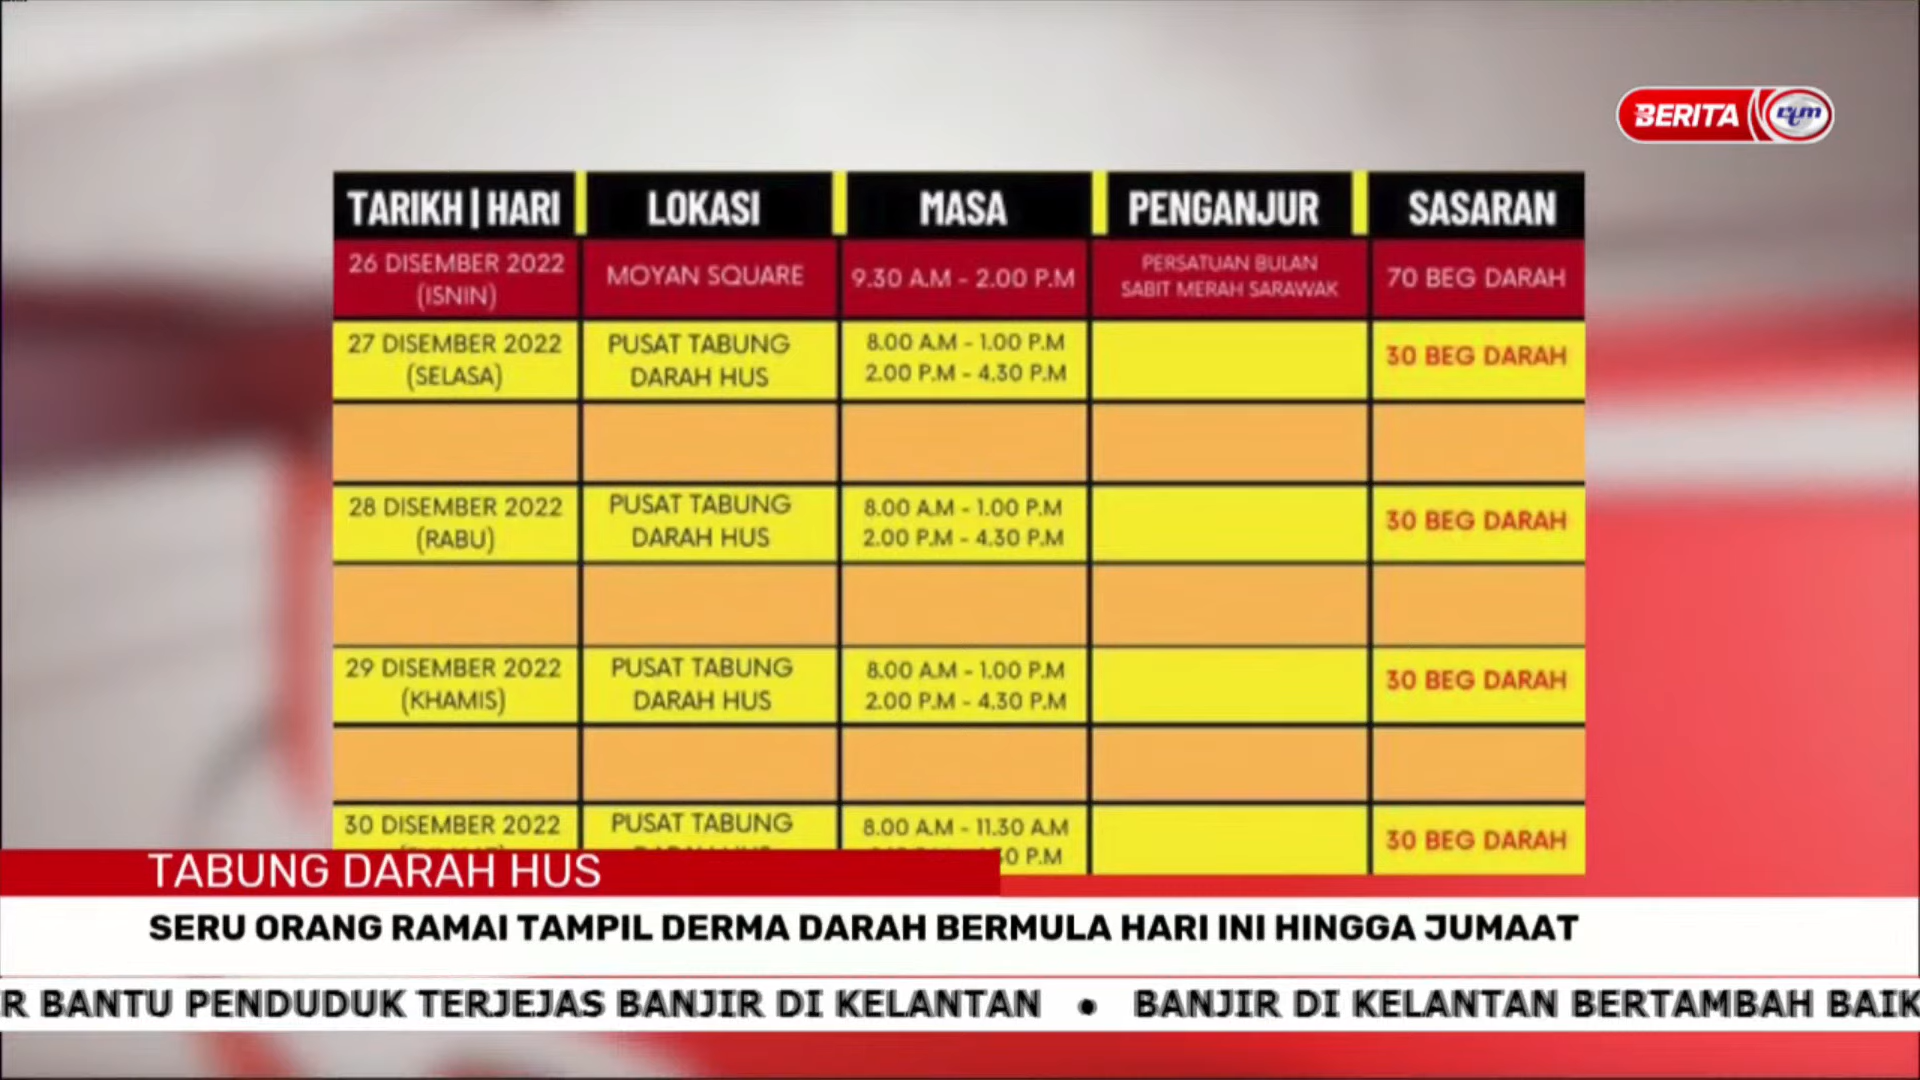 BERITA rtm
TARIKH | HARI LOKASI MASA PENGANJUR SASARAN
26 DISEMBER 2022 (ISNIN) MOYAN SQUARE 9.30 A.M - 2.00 P.M PERSATUAN BULAN SABIT MERAH SARAWAK 70 BEG DARAH
27 DISEMBER 2022 (SELASA) PUSAT TABUNG DARAH HUS 8.00 A.M - 1.00 P.M 2.00 P.M - 4.30 P.M 30 BEG DARAH
28 DISEMBER 2022 (RABU) PUSAT TABUNG DARAH HUS 8.00 A.M - 1.00 P.M 2.00 P.M - 4.30 P.M 30 BEG DARAH
29 DISEMBER 2022 (KHAMIS) PUSAT TABUNG DARAH HUS 8.00 A.M - 1.00 P.M 2.00 P.M - 4.30 P.M 30 BEG DARAH
30 DISEMBER 2022 PUSAT TABUNG 8.00 A.M - 11.30 A.M P.M 30 BEG DARAH
TABUNG DARAH HUS
SERU ORANG RAMAI TAMPIL DERMA DARAH BERMULA HARI INI HINGGA JUMAAT
R BANTU PENDUDUK TERJEJAS BANJIR DI KELANTAN • BANJIR DI KELANTAN BERTAMBAH BAIK